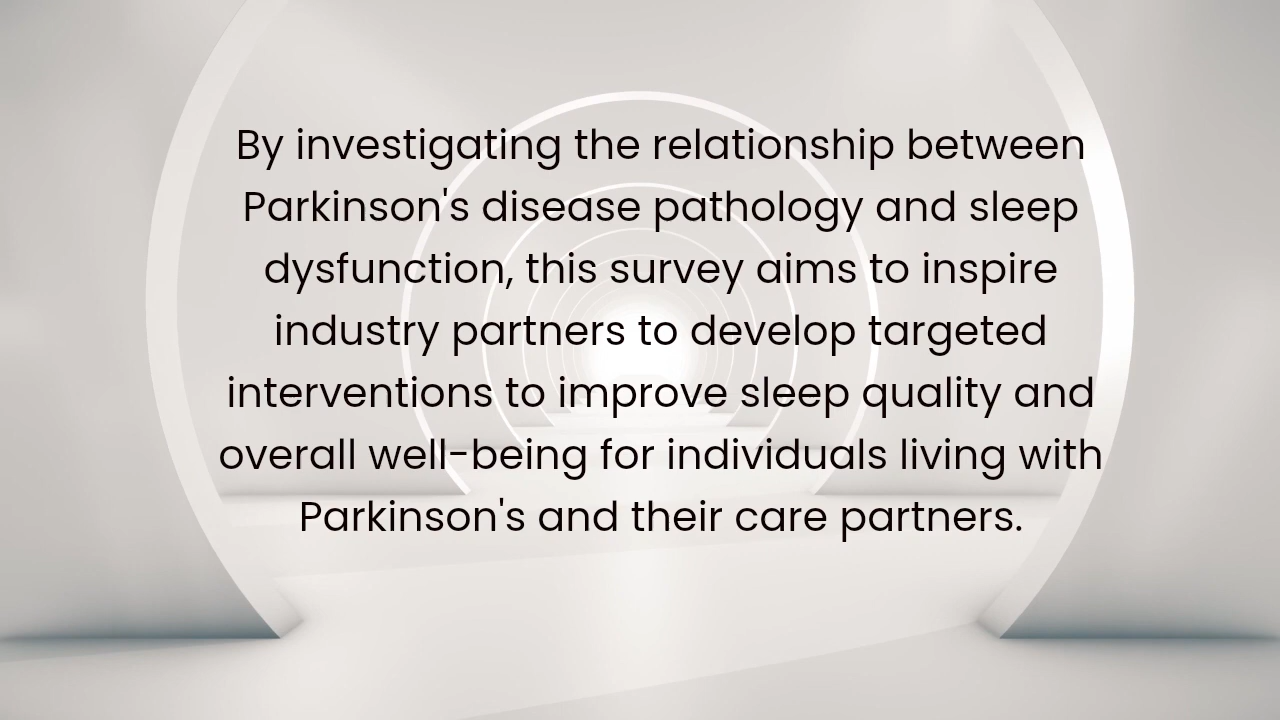 By investigating the relationship between
Parkinson's disease pathology and sleep
dysfunction, this survey aims to inspire
industry partners to develop targeted
interventions to improve sleep quality and
overall well-being for individuals living with
Parkinson's and their care partners.